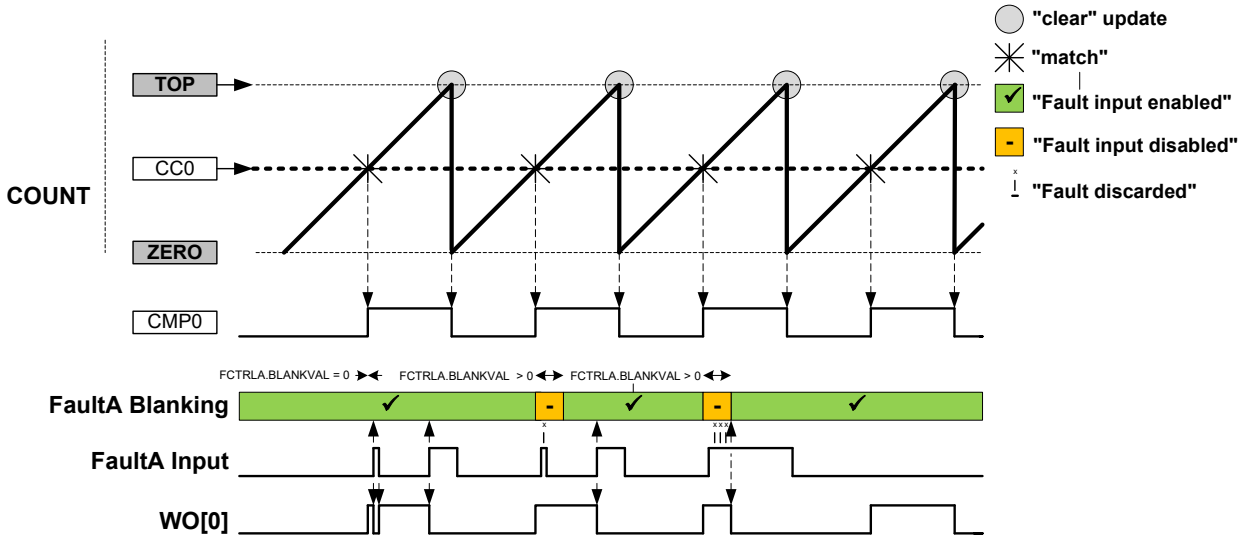 "clear" update
"match"
"Fault input enabled"
"Fault input disabled"
"Fault discarded"
x
-
COUNT
TOP
CC0
ZERO
CMP0
FCTRLA.BLANKVAL = 0
FCTRLA.BLANKVAL > 0
FCTRLA.BLANKVAL > 0
FaultA Blanking
✓ - ✓ - ✓
x xxx
FaultA Input
WO[0]